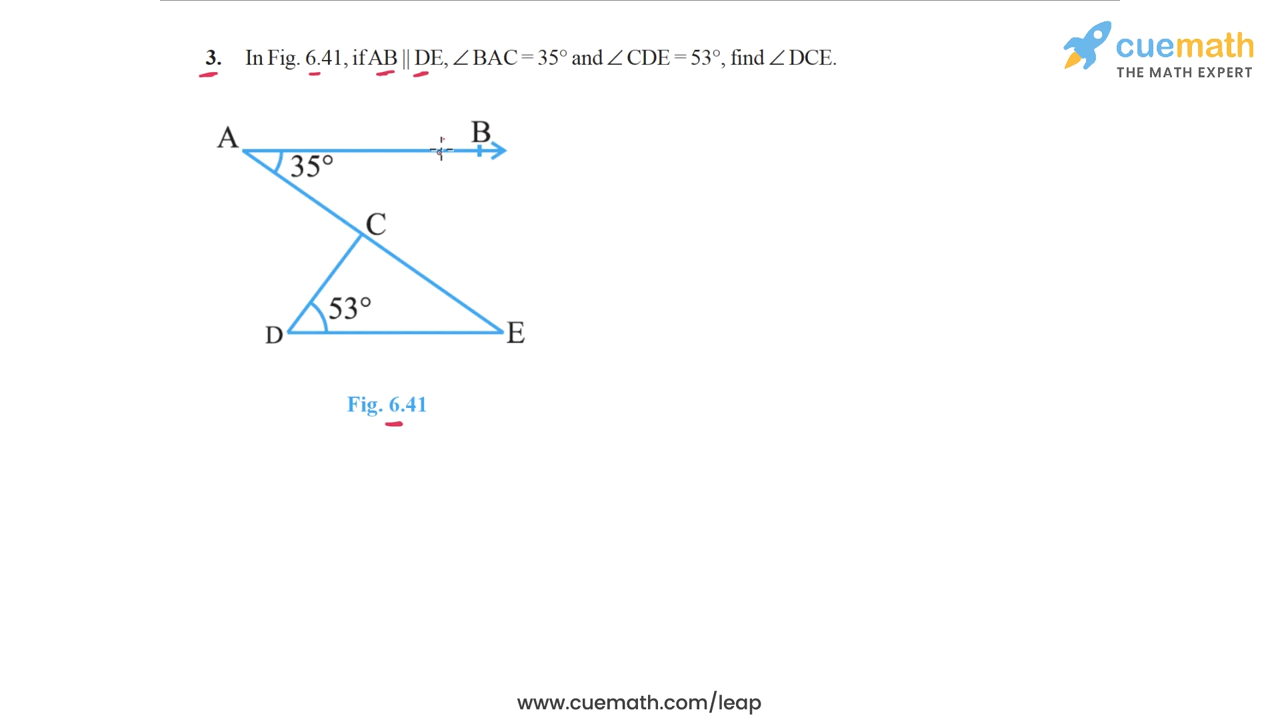 3. In Fig. 6.41, if AB || DE, ∠BAC = 35° and ∠CDE = 53°, find ∠DCE.
cuemath
THE MATH EXPERT
A
B
35°
C
53°
D
E
Fig. 6.41
www.cuemath.com/leap